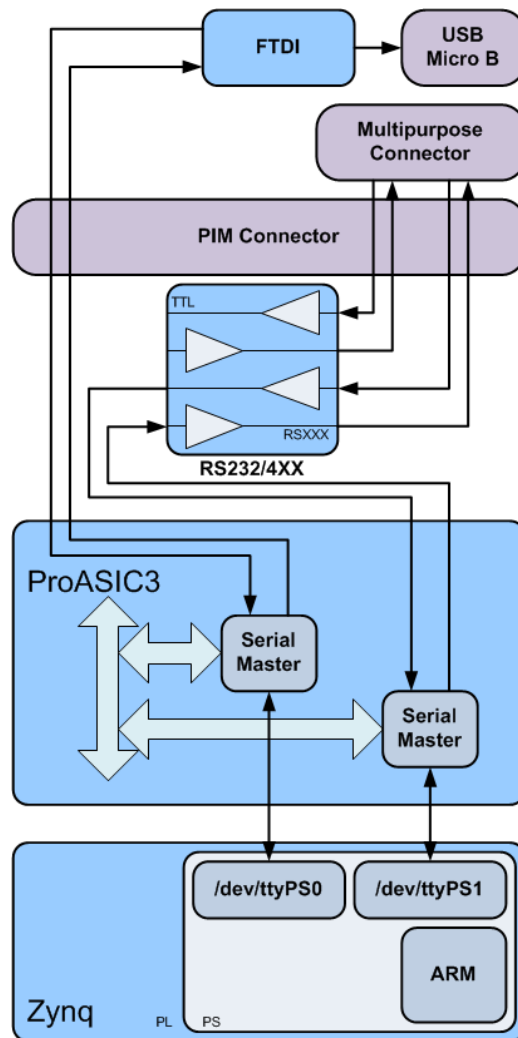 FTDI
USB
Micro B
Multipurpose
Connector
PIM Connector
TTL
RSXXX
RS232/4XX
ProASIC3
Serial
Master
Serial
Master
/dev/ttyPS0
/dev/ttyPS1
ARM
Zynq
PL
PS